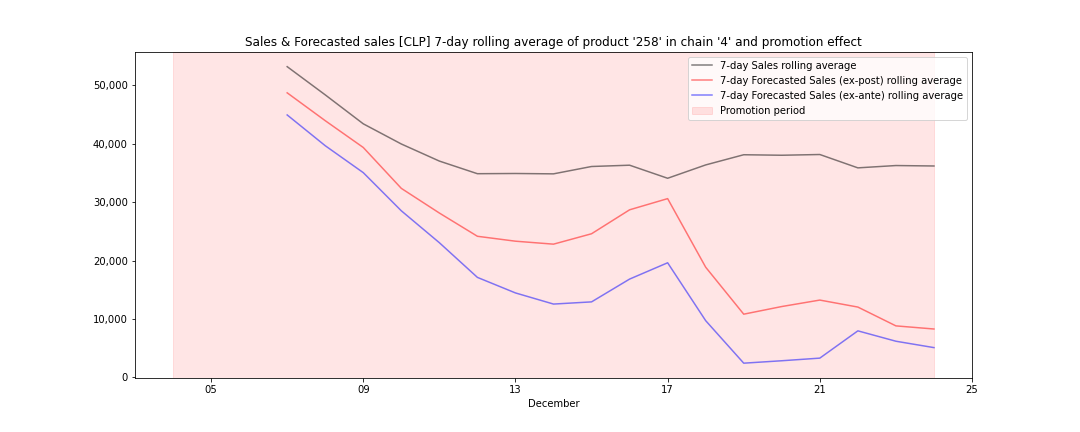 Sales & Forecasted sales [CLP] 7-day rolling average of product '258' in chain '4' and promotion effect
7-day Sales rolling average
7-day Forecasted Sales (ex-post) rolling average
7-day Forecasted Sales (ex-ante) rolling average
Promotion period
50,000
40,000
30,000
20,000
10,000
0
05 09 13 17 21 25
December